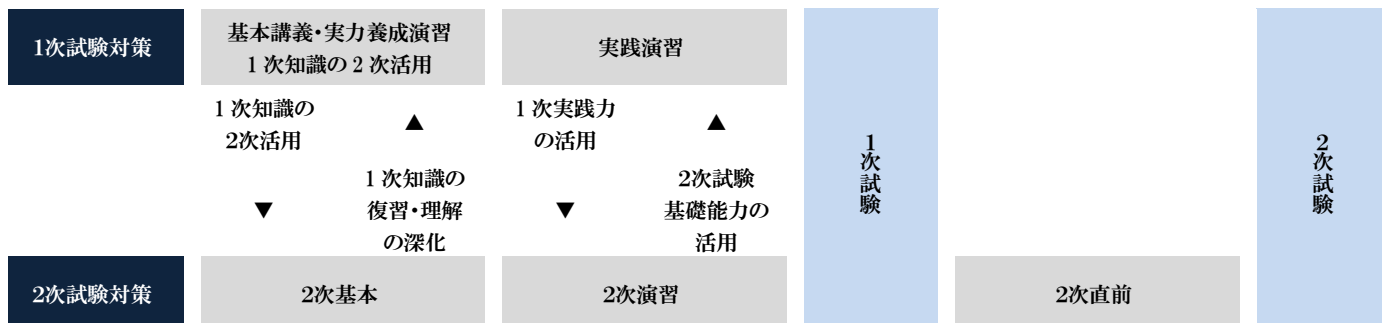 1次試験対策
基本講義・実力養成演習
1次知識の2次活用
実践演習
1次知識の
2次活用
▲
1次実践力
の活用
▲
▼
1次知識の
復習・理解
の深化
▼
2次試験
基礎能力の
活用
1次試験
2次試験
2次試験対策
2次基本
2次演習
2次直前